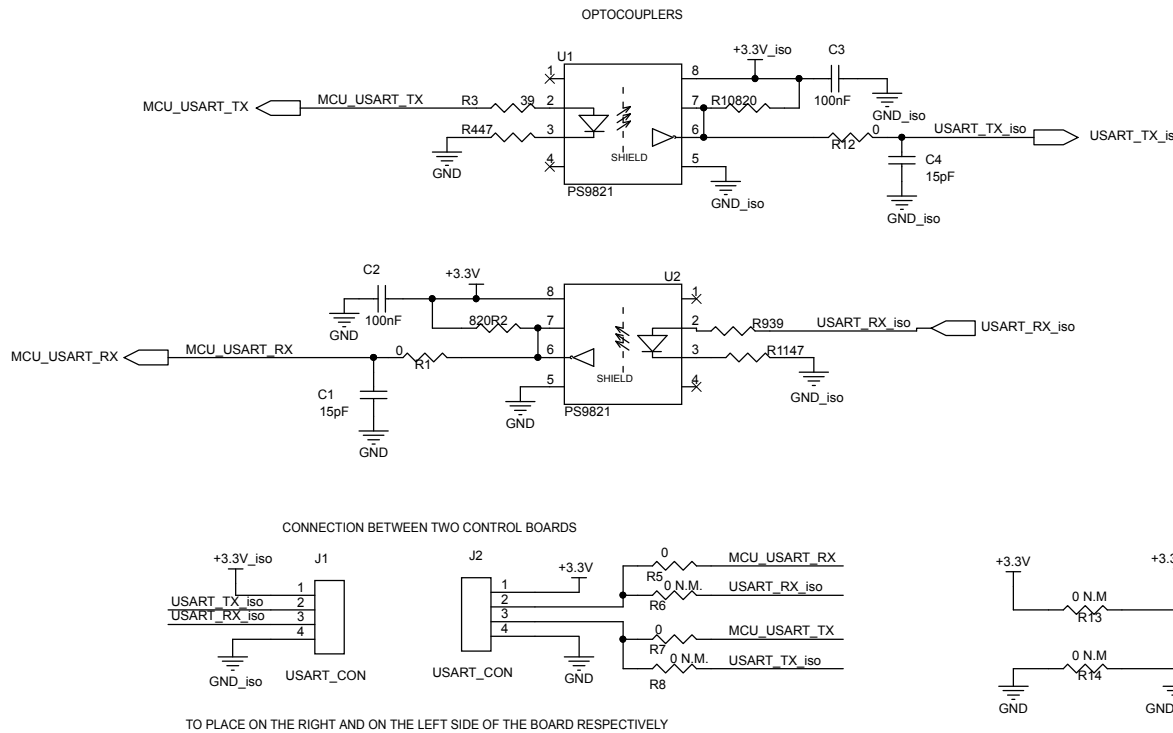 OPTOCOUPLERS
U1
+3.3V_iso
C3
1
8
MCU_USART_TX
MCU_USART_TX
R3
39
2
7
R10820
100nF
GND_iso
R447
3
6
0
R12
USART_TX_iso
USART_TX_is
GND
4
SHIELD
5
C4
15pF
PS9821
GND_iso
GND_iso
C2
+3.3V
U2
8
1
GND
100nF
820R2
7
2
R939
USART_RX_iso
USART_RX_iso
MCU_USART_RX
MCU_USART_RX
0
R1
6
3
R1147
SHIELD
C1
15pF
5
4
GND_iso
GND
PS9821
GND
CONNECTION BETWEEN TWO CONTROL BOARDS
+3.3V_iso
J1
J2
+3.3V
0
R5
MCU_USART_RX
+3.3V
+3.3
1
USART_TX_iso
2
USART_RX_iso
3
4
GND_iso
USART_CON
1
2
3
4
USART_CON
GND
0 N.M.
R6
USART_RX_iso
0
R7
MCU_USART_TX
0 N.M.
R8
USART_TX_iso
0 N.M
R13
0 N.M
R14
GND
GND
TO PLACE ON THE RIGHT AND ON THE LEFT SIDE OF THE BOARD RESPECTIVELY